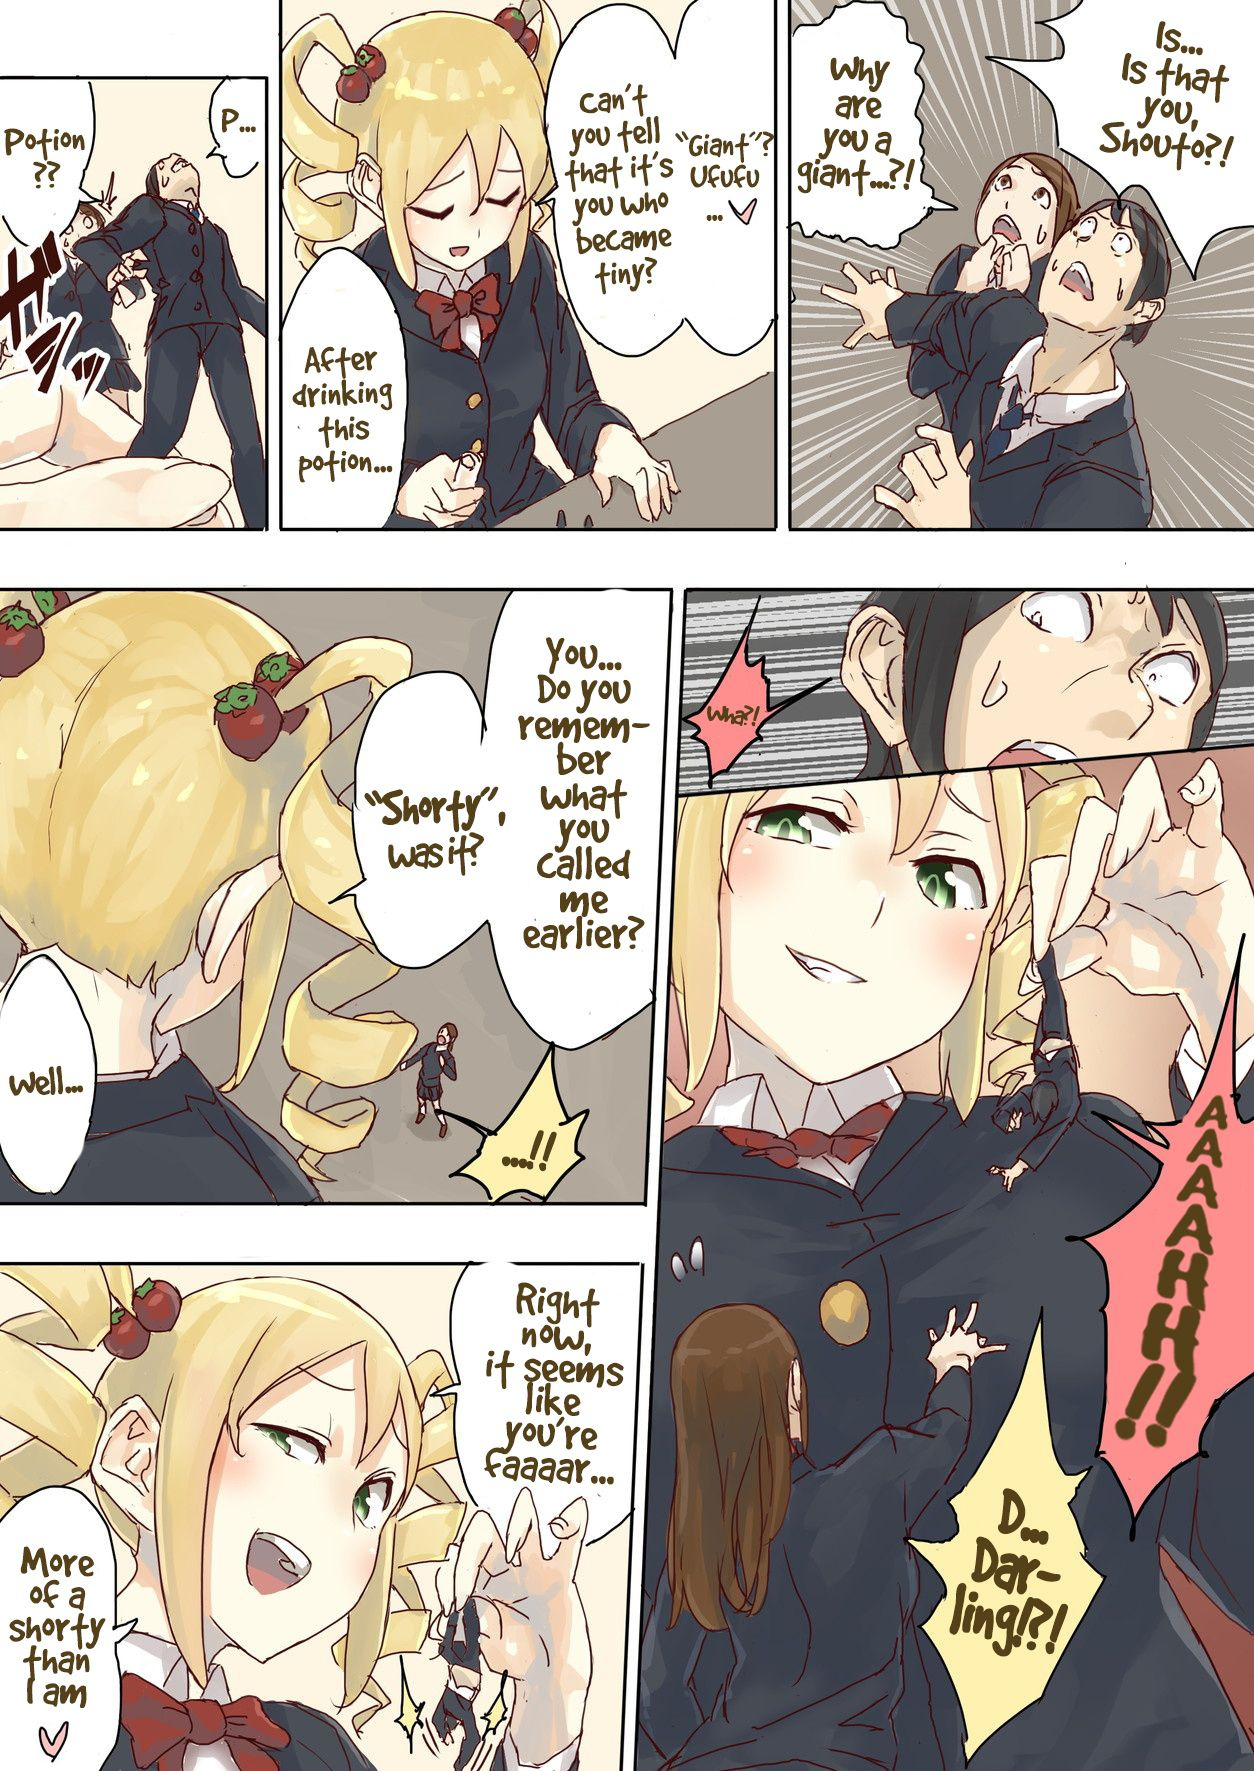 Is...
Is that
you,
Shouto?!
Why
are
you a
giant...?!
"Giant"?
Ufufu
... ♡
Can't
you tell
that it's
you who
became
tiny?
After
drinking
this
potion...
P...
Potion
??
Wha?!
AAAAHH!!
D...
Dar-
ling!?!
You...
Do you
remem-
ber
what
you
called
me
earlier?
"Shorty",
was it?
....!!
Well...
Right
now,
it seems
like
you're
faaaar...
More
of a
shorty
than
I am
♡